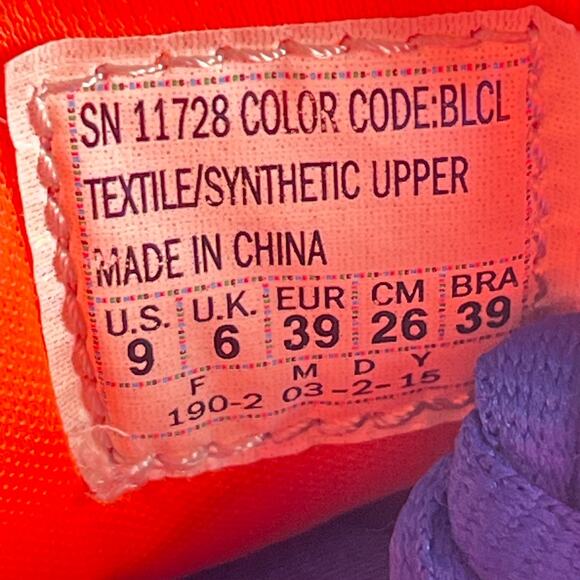 SN 11728 COLOR CODE:BLCL
TEXTILE/SYNTHETIC UPPER
MADE IN CHINA
U.S. U.K. EUR CM BRA
9 6 39 26 39
F M D Y
190-2 03-2-15